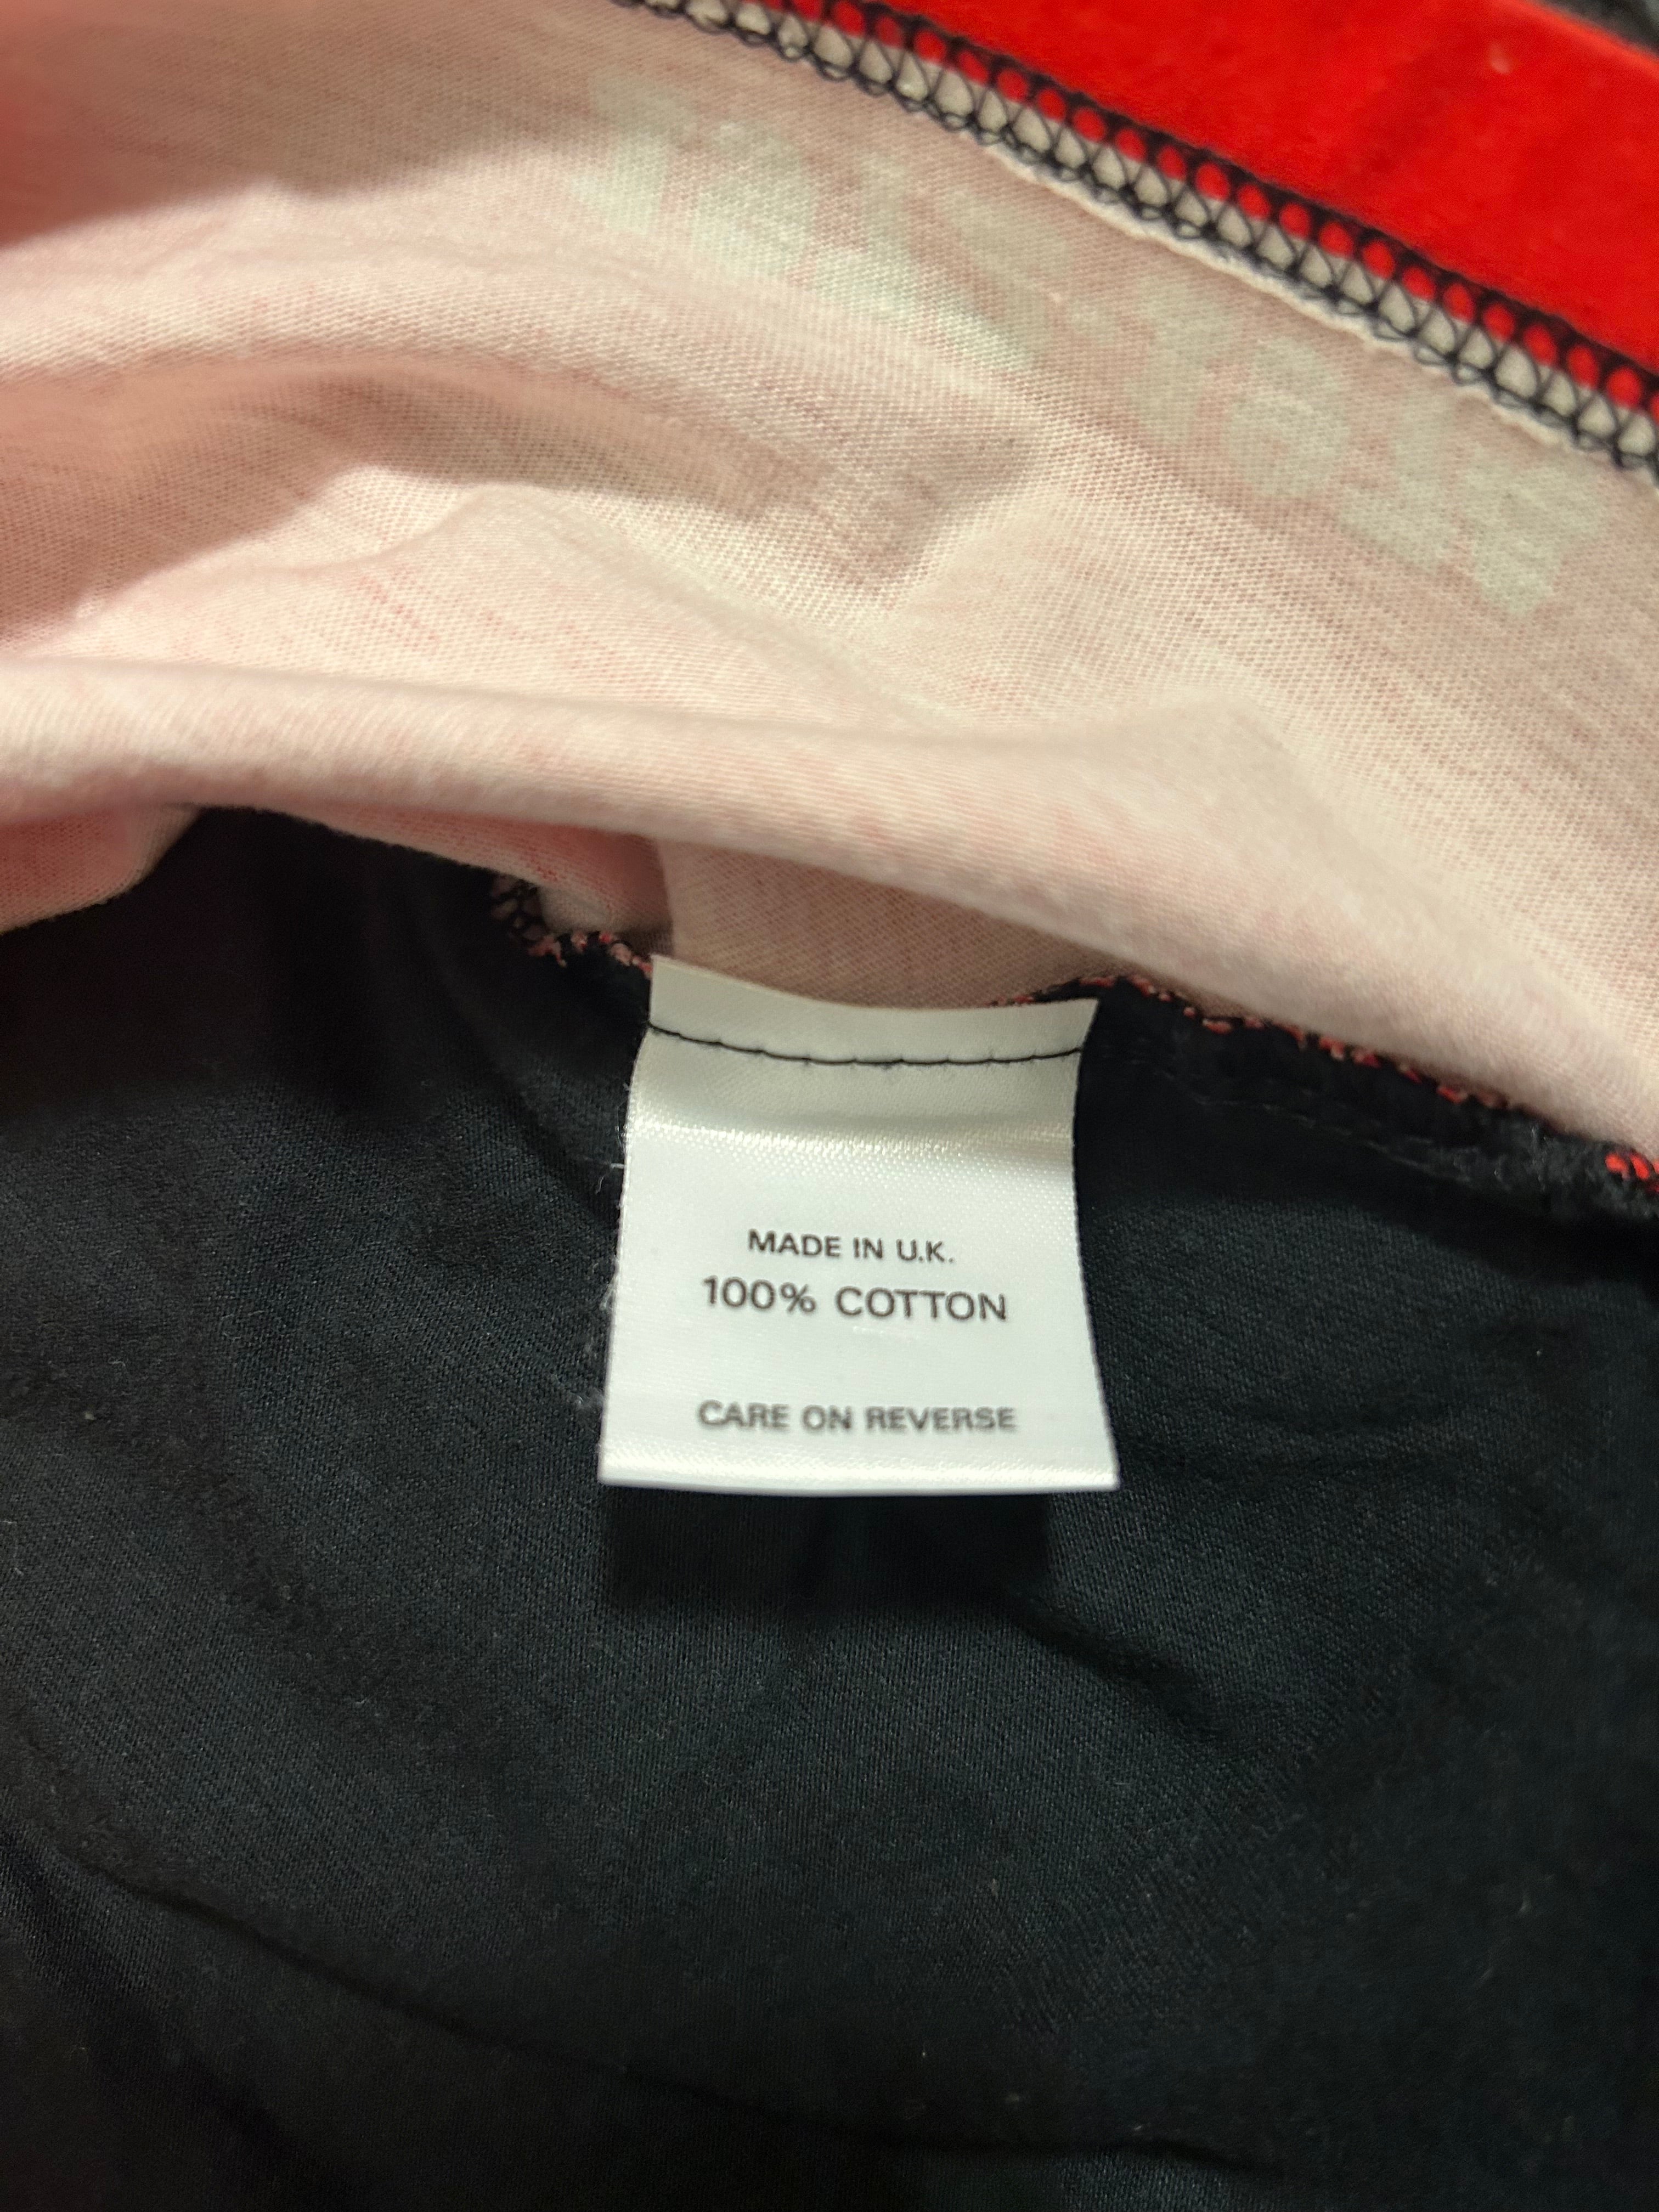 MADE IN U.K.
100% COTTON
CARE ON REVERSE